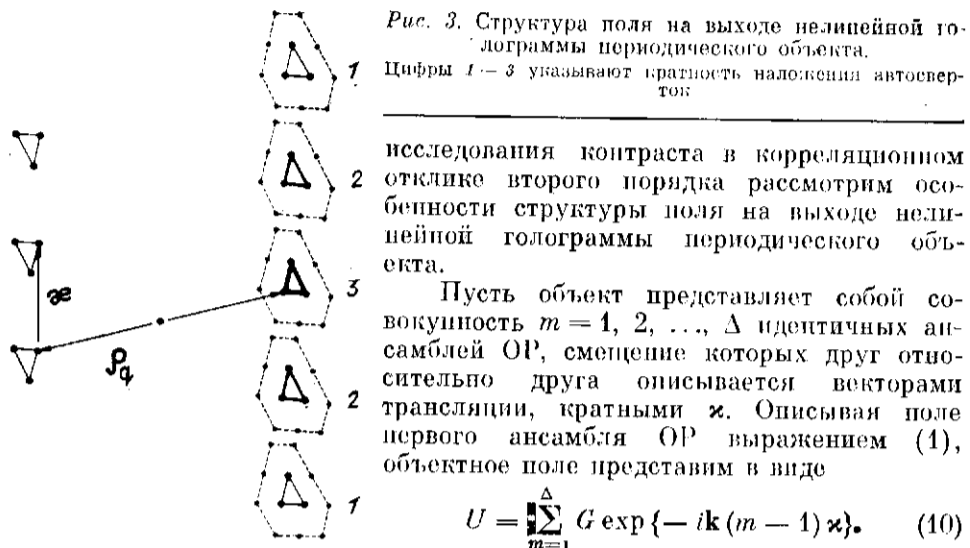 Рис. 3. Структура поля на выходе нелинейной го-
лограммы периодического объекта.
Цифры 1 – 3 указывают кратность наложения автосвер-
ток
1
2
3
2
1
æ
ρq
исследования контраста в корреляционном
отклике второго порядка рассмотрим осо-
бенности структуры поля на выходе нели-
нейной голограммы периодического объ-
екта.
Пусть объект представляет собой со-
вокупность m = 1, 2, ..., Δ идентичных ан-
самблей ОР, смещение которых друг отно-
сительно друга описывается векторами
трансляции, кратными ϰ. Описывая поле
первого ансамбля ОР выражением (1),
объектное поле представим в виде
U = Σ_{m=1}^{Δ} G exp {— ik (m — 1) ϰ}. (10)